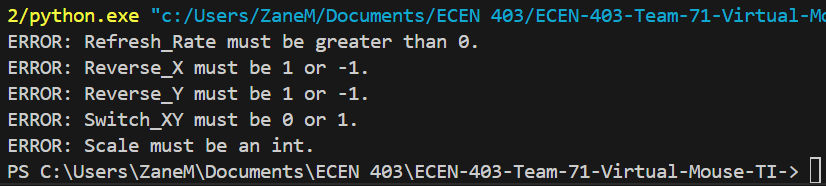 2/python.exe "c:/Users/ZaneM/Documents/ECEN 403/ECEN-403-Team-71-Virtual-Mo
ERROR: Refresh_Rate must be greater than 0.
ERROR: Reverse_X must be 1 or -1.
ERROR: Reverse_Y must be 1 or -1.
ERROR: Switch_XY must be 0 or 1.
ERROR: Scale must be an int.
PS C:\Users\ZaneM\Documents\ECEN 403\ECEN-403-Team-71-Virtual-Mouse-TI->